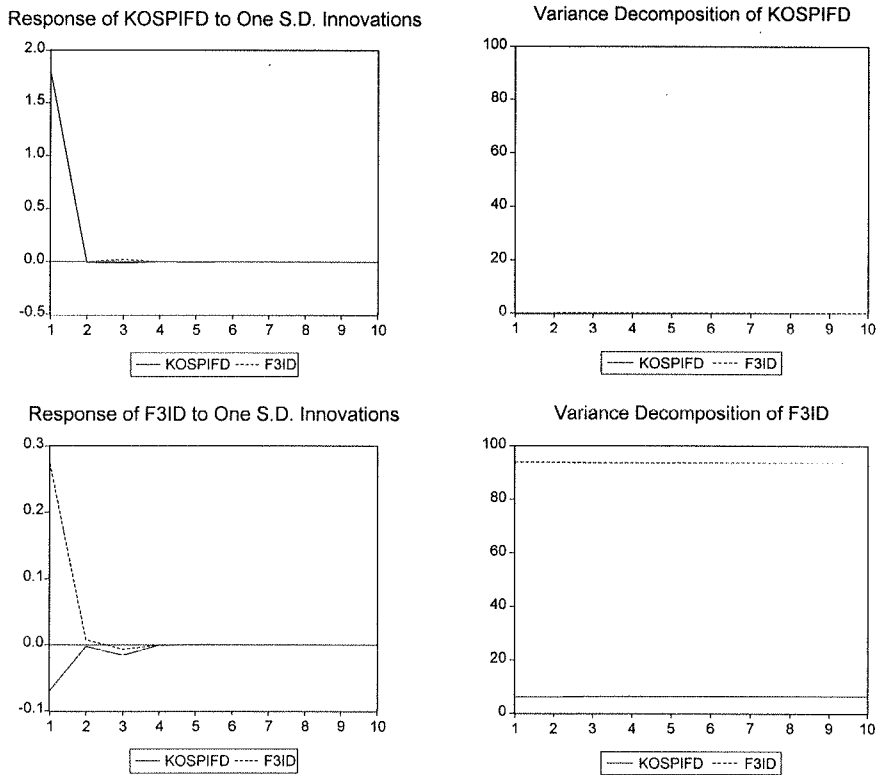 Response of KOSPIFD to One S.D. Innovations
2.0
1.5
1.0
0.5
0.0
-0.5
1 2 3 4 5 6 7 8 9 10
KOSPIFD F3ID
Variance Decomposition of KOSPIFD
100
80
60
40
20
0
1 2 3 4 5 6 7 8 9 10
KOSPIFD F3ID
Response of F3ID to One S.D. Innovations
0.3
0.2
0.1
0.0
-0.1
1 2 3 4 5 6 7 8 9 10
KOSPIFD F3ID
Variance Decomposition of F3ID
100
80
60
40
20
0
1 2 3 4 5 6 7 8 9 10
KOSPIFD F3ID